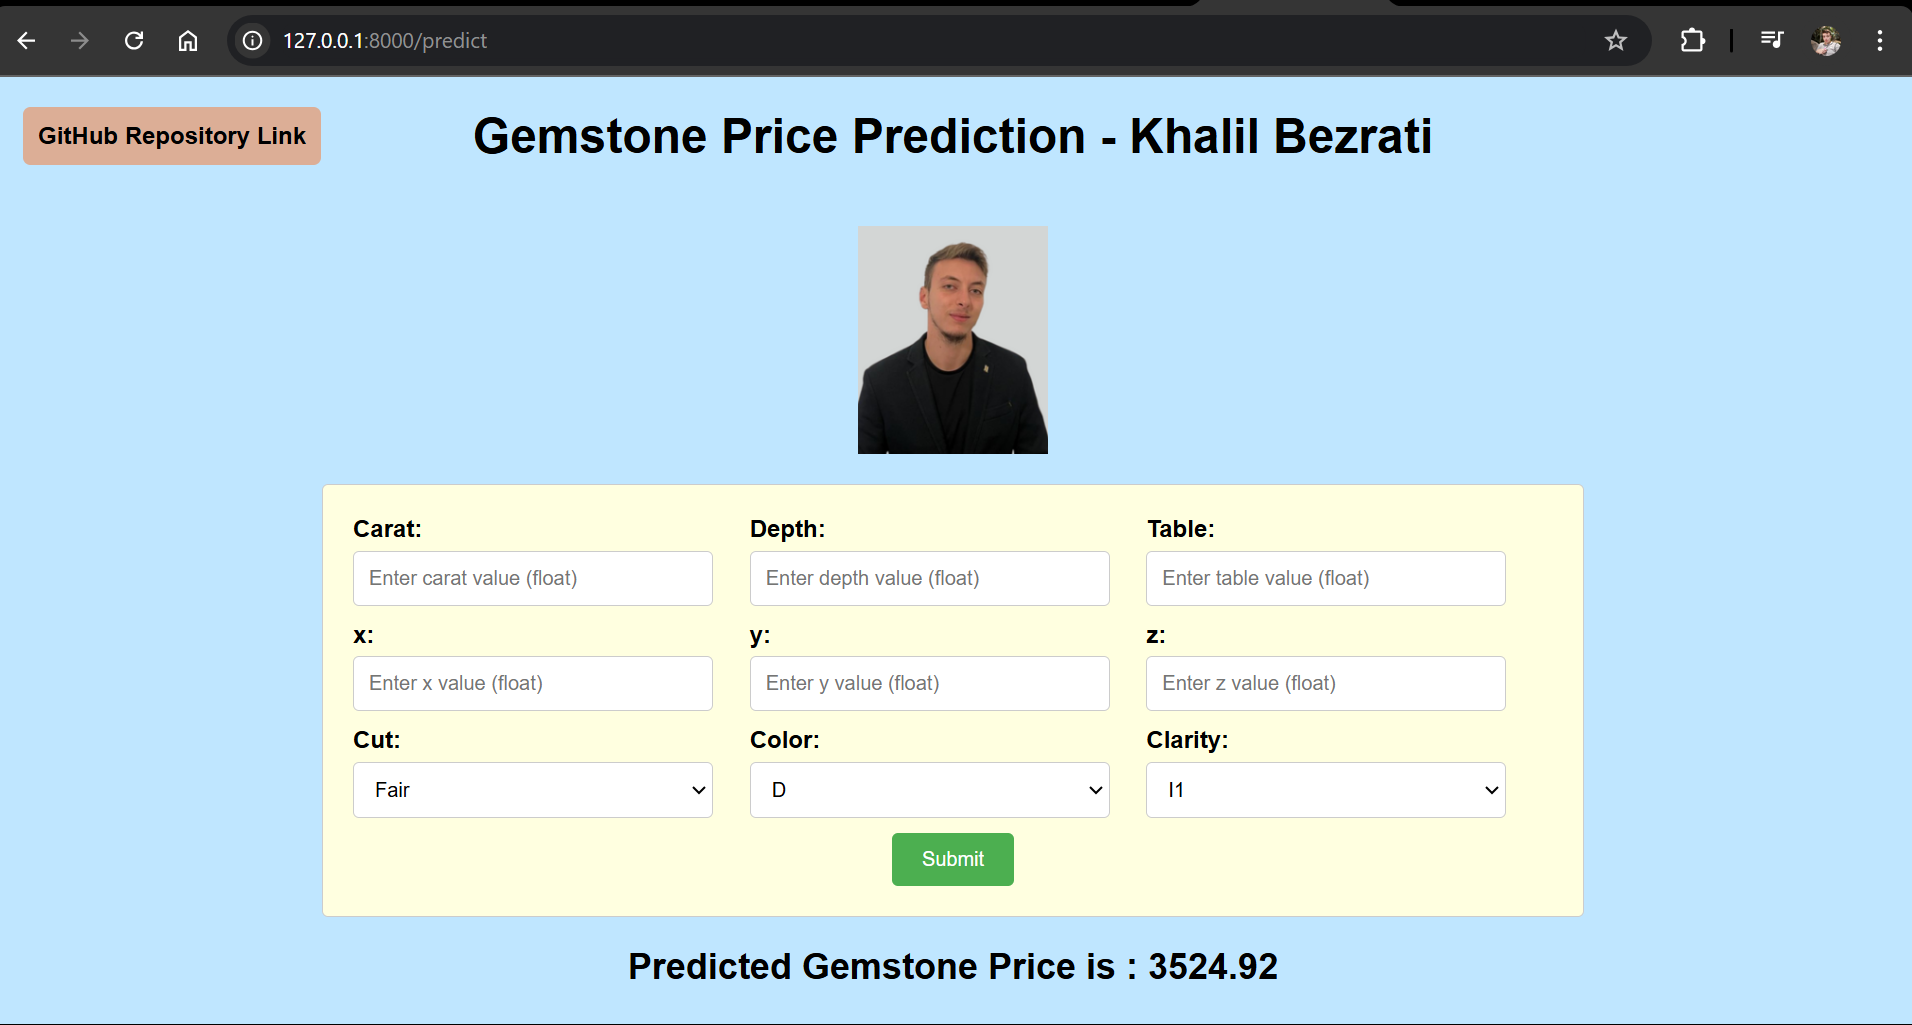 127.0.0.1:8000/predict
GitHub Repository Link
Gemstone Price Prediction - Khalil Bezrati
Carat: Depth: Table:
Enter carat value (float) Enter depth value (float) Enter table value (float)
x: y: z:
Enter x value (float) Enter y value (float) Enter z value (float)
Cut: Color: Clarity:
Fair D I1
Submit
Predicted Gemstone Price is : 3524.92